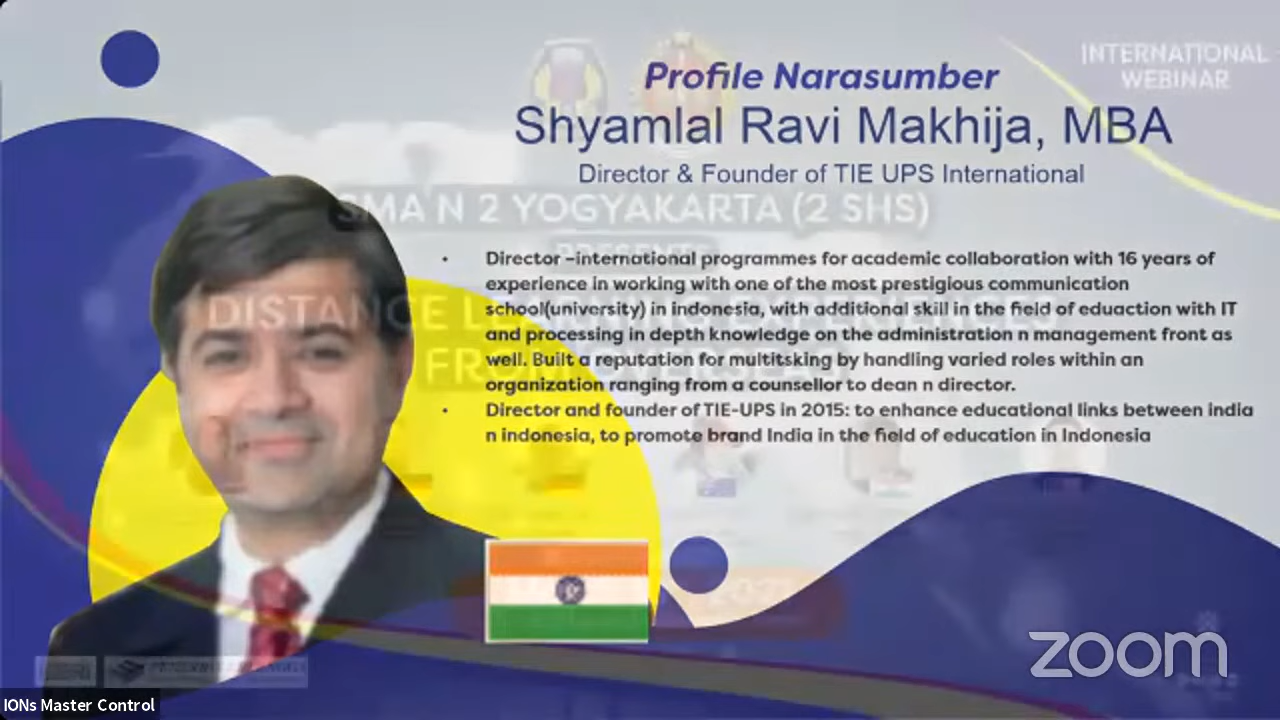 INTERNATIONAL
WEBINAR
Profile Narasumber
Shyamlal Ravi Makhija, MBA
Director & Founder of TIE UPS International
SMA N 2 YOGYAKARTA (2 SHS)
PRESENTS
• Director –international programmes for academic collaboration with 16 years of
experience in working with one of the most prestigious communication
school(university) in indonesia, with additional skill in the field of eduaction with IT
and processing in depth knowledge on the administration n management front as
well. Built a reputation for multitsking by handling varied roles within an
organization ranging from a counsellor to dean n director.
• Director and founder of TIE-UPS in 2015: to enhance educational links between india
n indonesia, to promote brand India in the field of education in Indonesia
DISTANCE
FROM
zoom
IONs Master Control